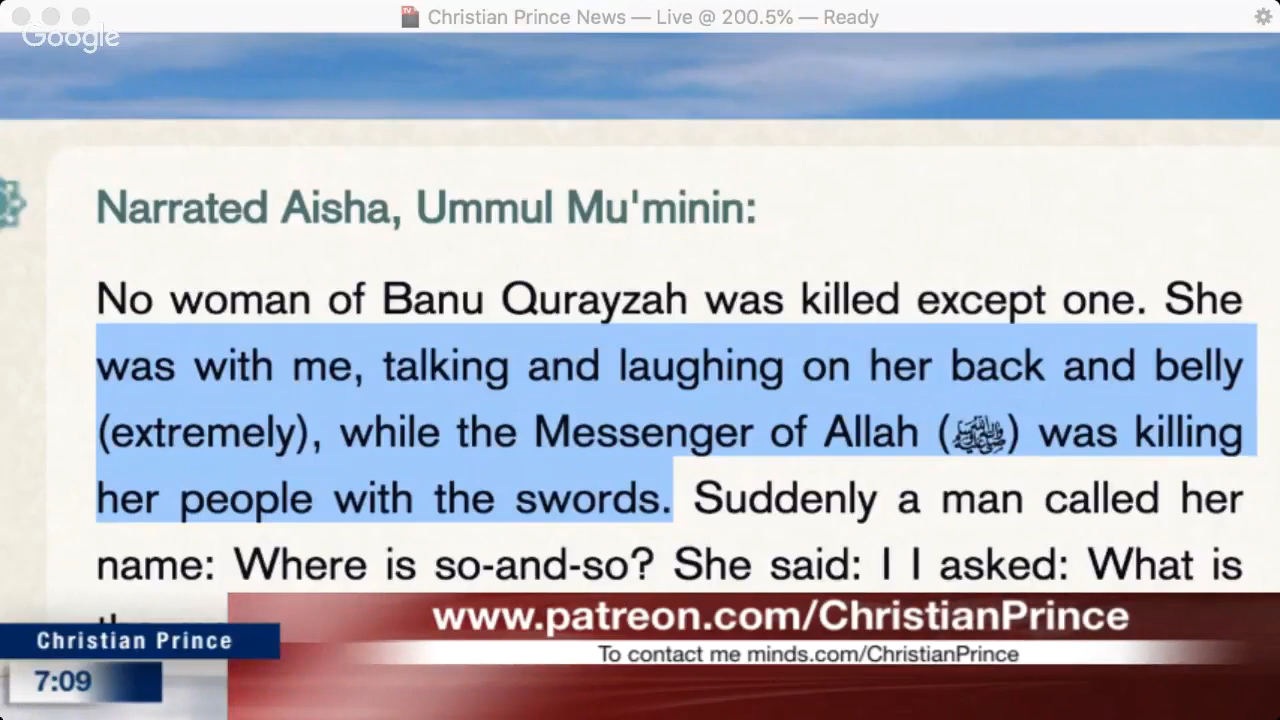 Christian Prince News — Live @ 200.5% — Ready
Google
Narrated Aisha, Ummul Mu'minin:
No woman of Banu Qurayzah was killed except one. She
was with me, talking and laughing on her back and belly
(extremely), while the Messenger of Allah (ﷺ) was killing
her people with the swords. Suddenly a man called her
name: Where is so-and-so? She said: I I asked: What is
www.patreon.com/ChristianPrince
Christian Prince
To contact me minds.com/ChristianPrince
7:09